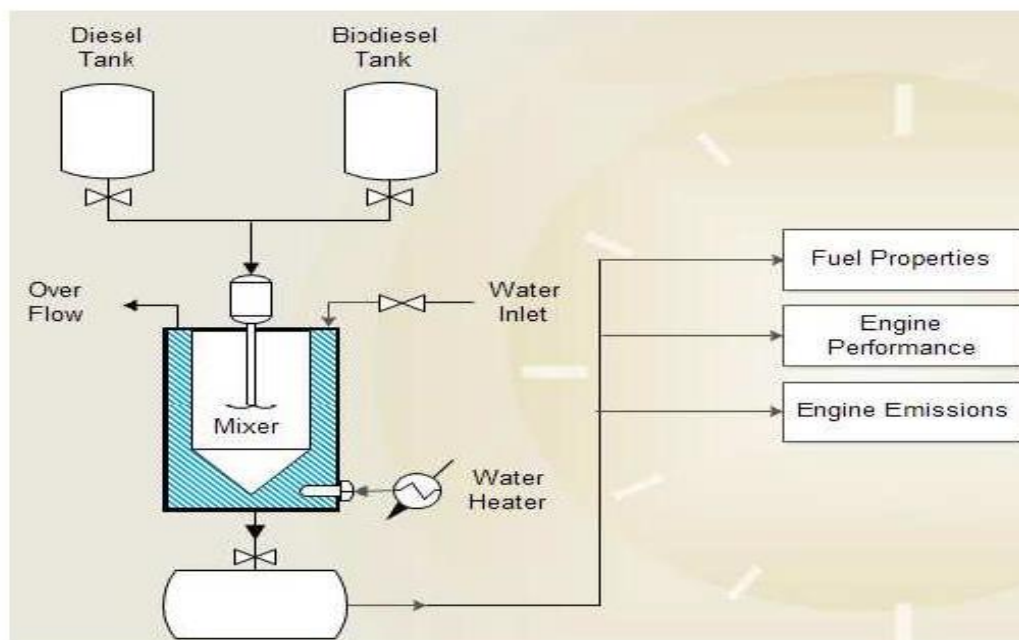 Diesel
Tank
Biodiesel
Tank
Over
Flow
Water
Inlet
Mixer
Water
Heater
Fuel Properties
Engine
Performance
Engine Emissions